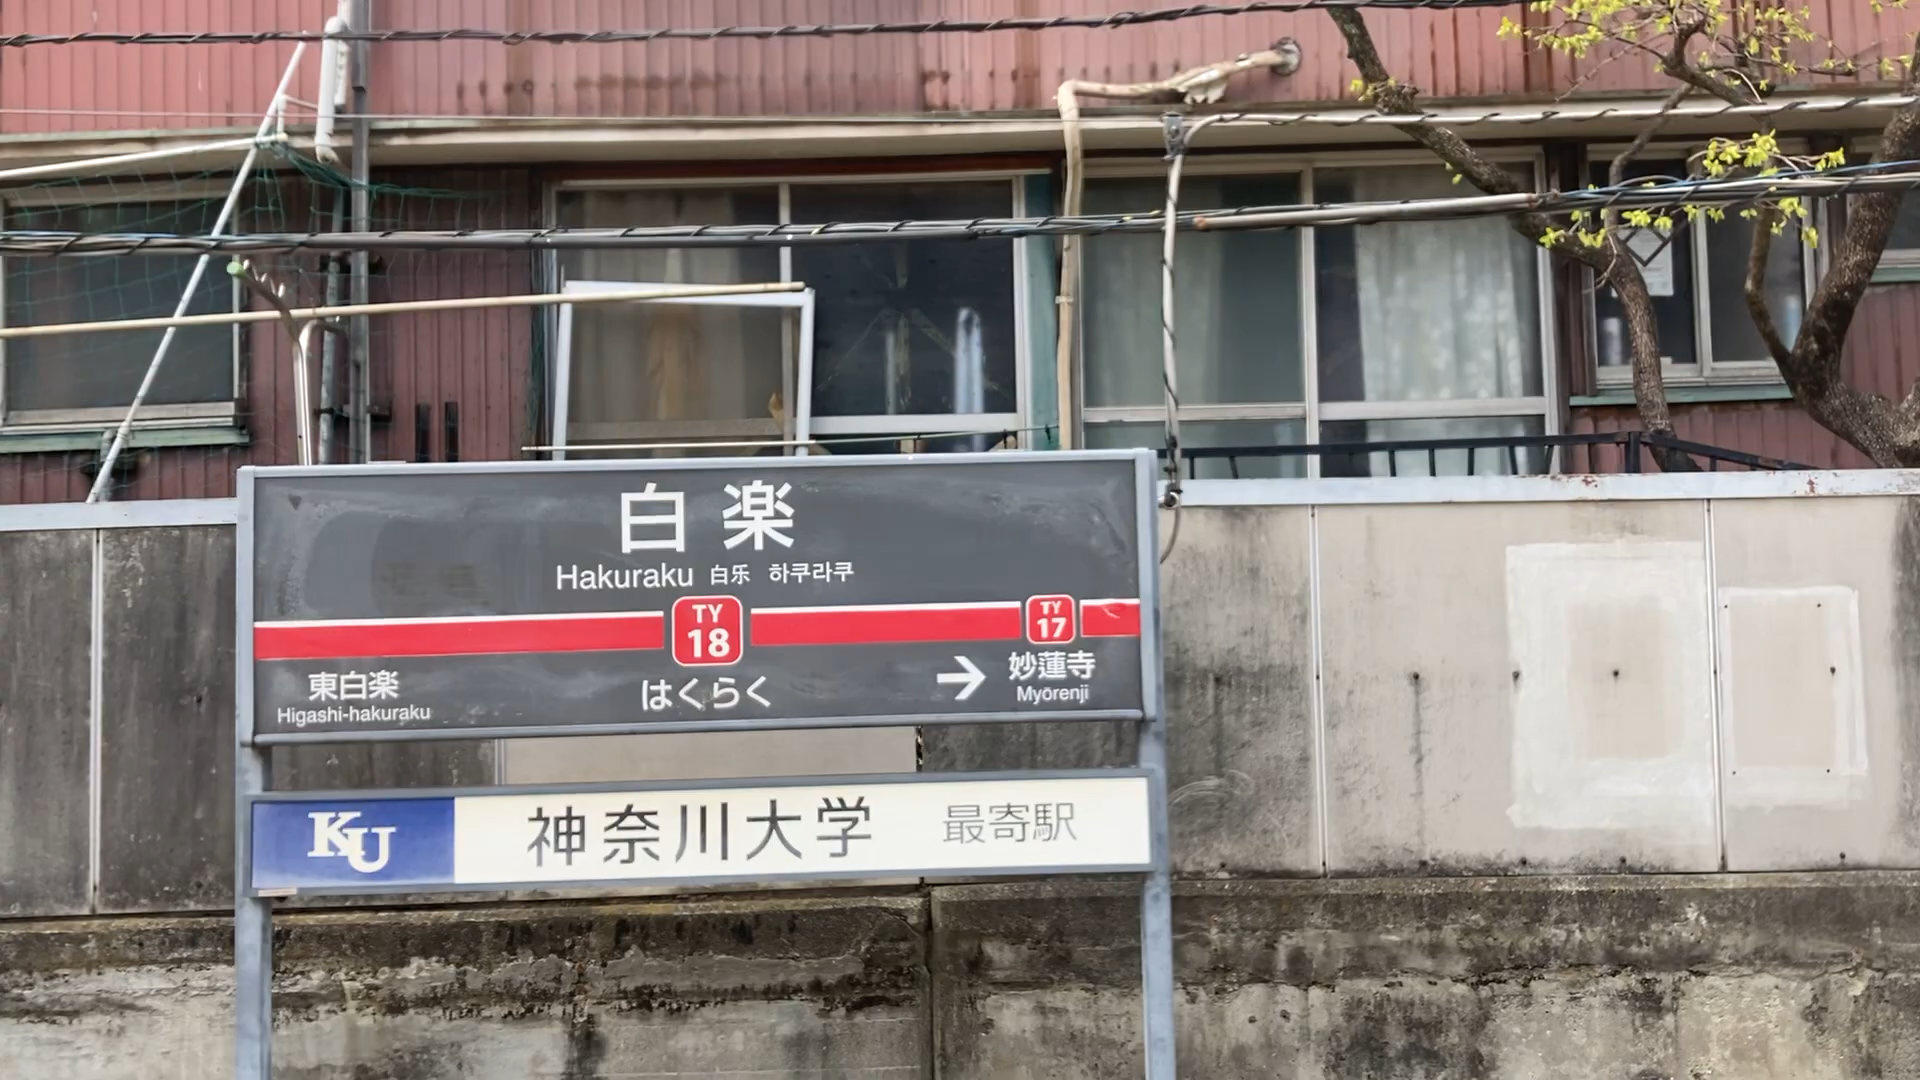 白楽
Hakuraku 白乐 하쿠라쿠
TY 18
TY 17
はくらく
東白楽
Higashi-hakuraku
→ 妙蓮寺
Myōrenji
KU 神奈川大学 最寄駅